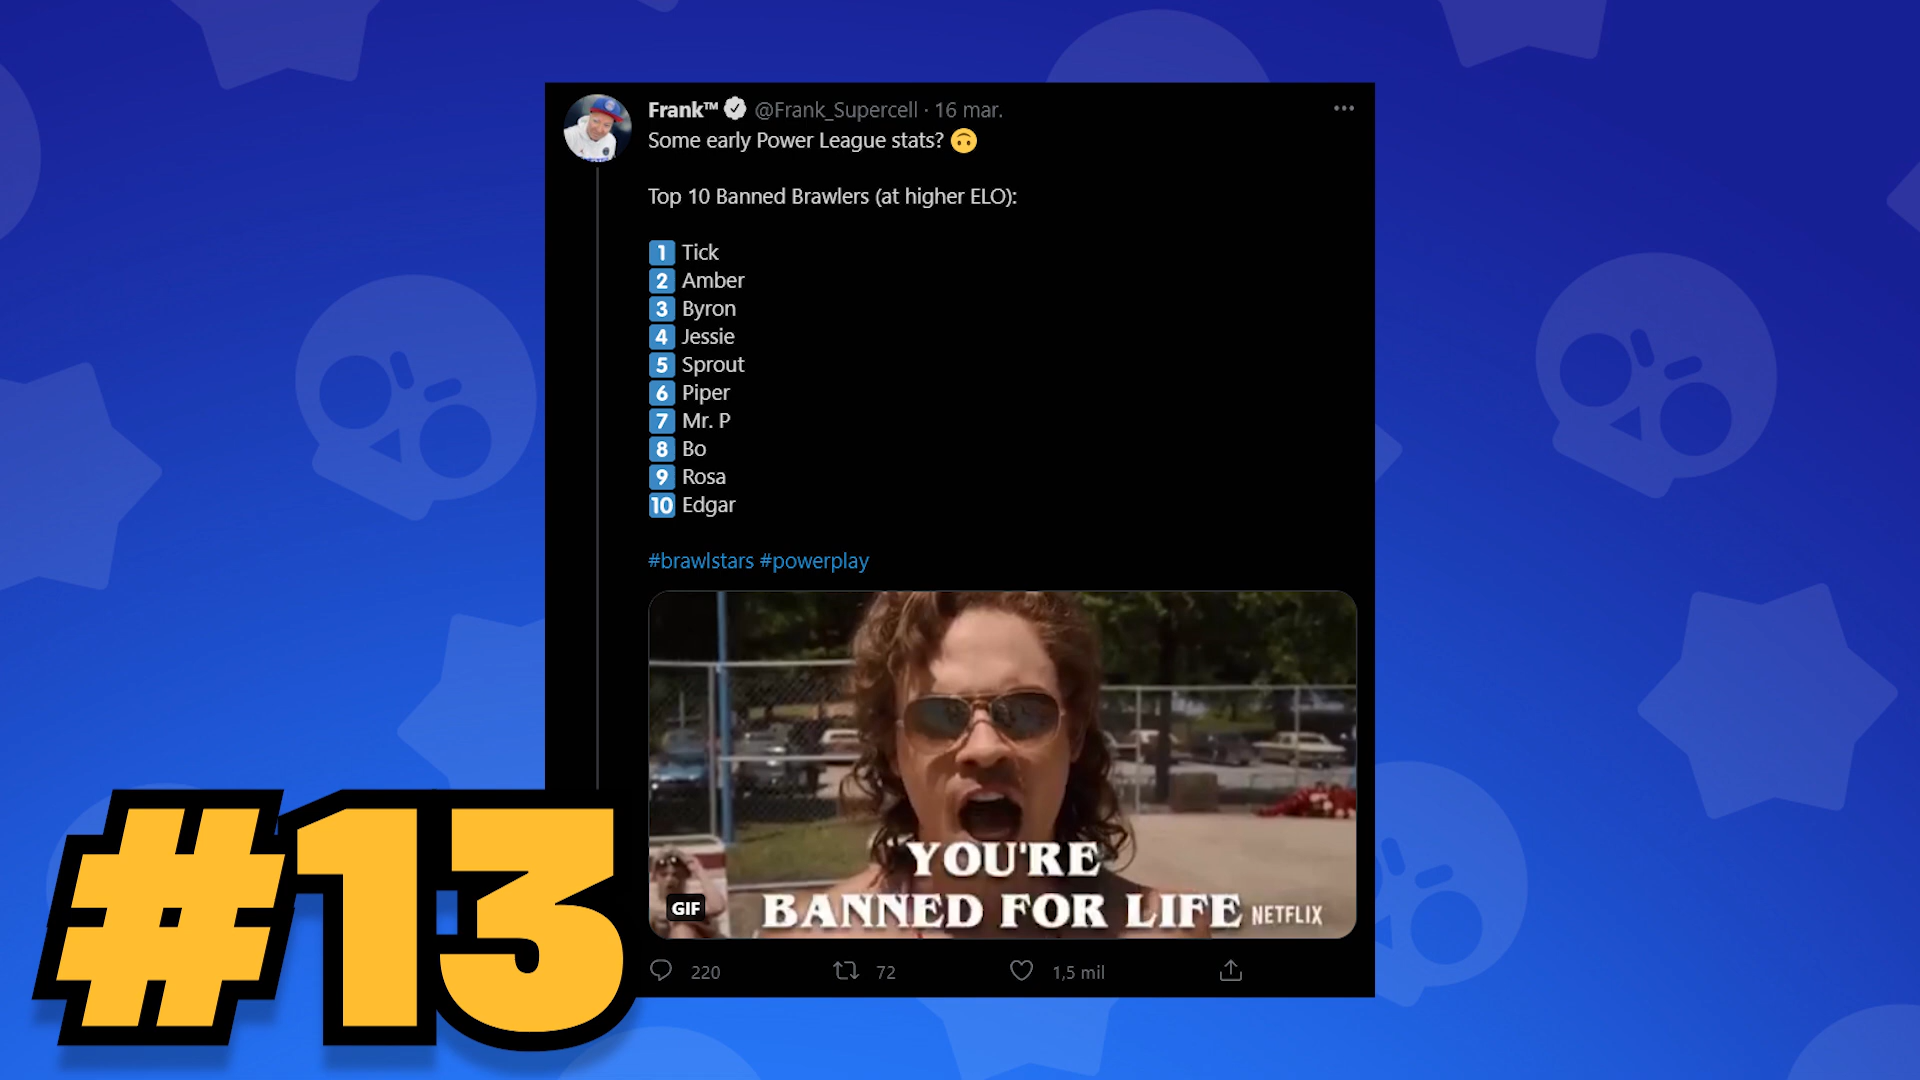 Frank™ @Frank_Supercell · 16 mar.
Some early Power League stats? 🙃
Top 10 Banned Brawlers (at higher ELO):
1 Tick
2 Amber
3 Byron
4 Jessie
5 Sprout
6 Piper
7 Mr. P
8 Bo
9 Rosa
10 Edgar
#brawlstars #powerplay
YOU'RE
BANNED FOR LIFE
NETFLIX
GIF
220 72 1,5 mil
#13